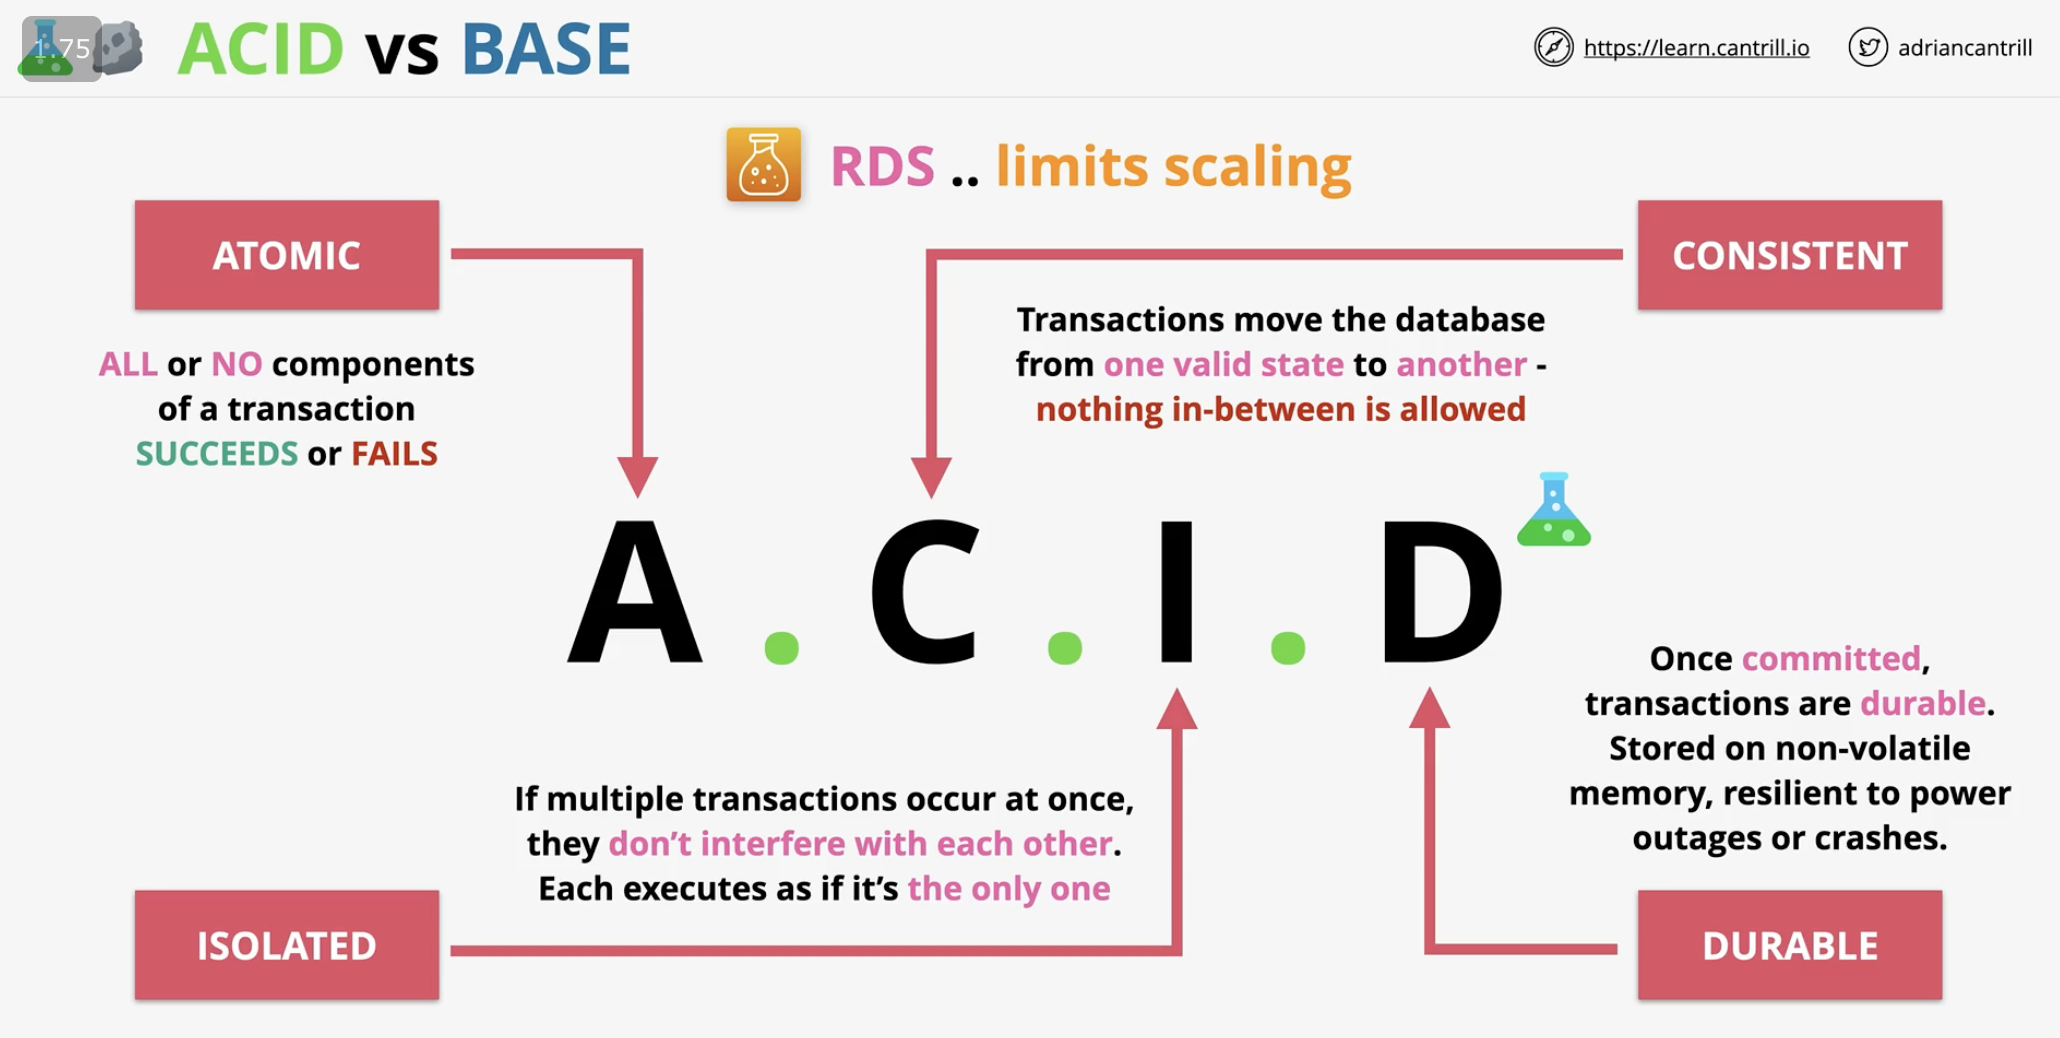 1.75
ACID vs BASE
https://learn.cantrill.io
adriancantrill
RDS .. limits scaling
ATOMIC
ALL or NO components
of a transaction
SUCCEEDS or FAILS
CONSISTENT
Transactions move the database
from one valid state to another -
nothing in-between is allowed
A . C . I . D
If multiple transactions occur at once,
they don’t interfere with each other.
Each executes as if it’s the only one
ISOLATED
Once committed,
transactions are durable.
Stored on non-volatile
memory, resilient to power
outages or crashes.
DURABLE